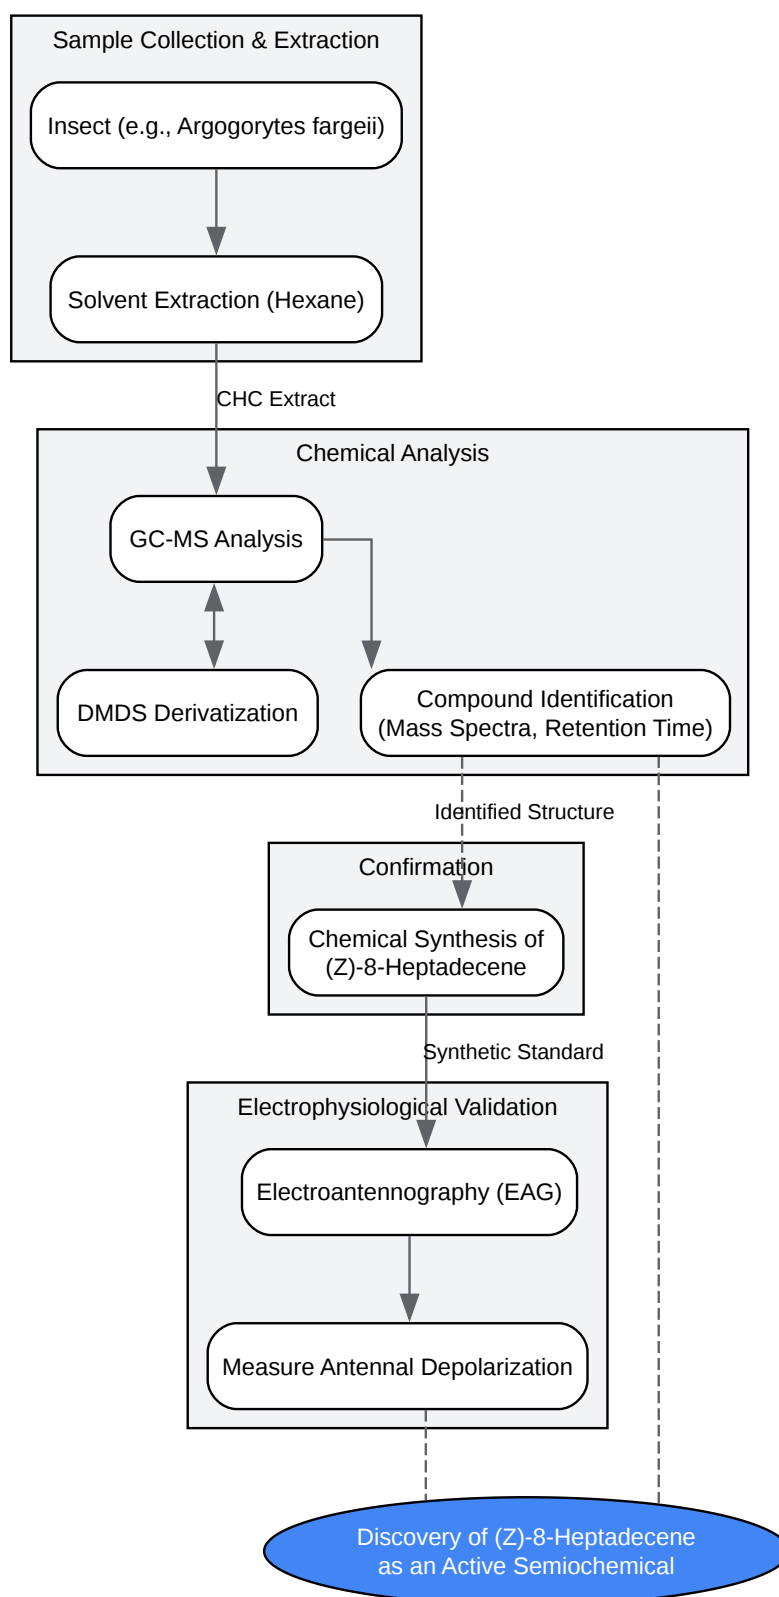 Sample Collection & Extraction
Insect (e.g., Argogorytes fargeii)
Solvent Extraction (Hexane)
CHC Extract
Chemical Analysis
GC-MS Analysis
DMDS Derivatization
Compound Identification
(Mass Spectra, Retention Time)
Identified Structure
Confirmation
Chemical Synthesis of
(Z)-8-Heptadecene
Synthetic Standard
Electrophysiological Validation
Electroantennography (EAG)
Measure Antennal Depolarization
Discovery of (Z)-8-Heptadecene
as an Active Semiochemical